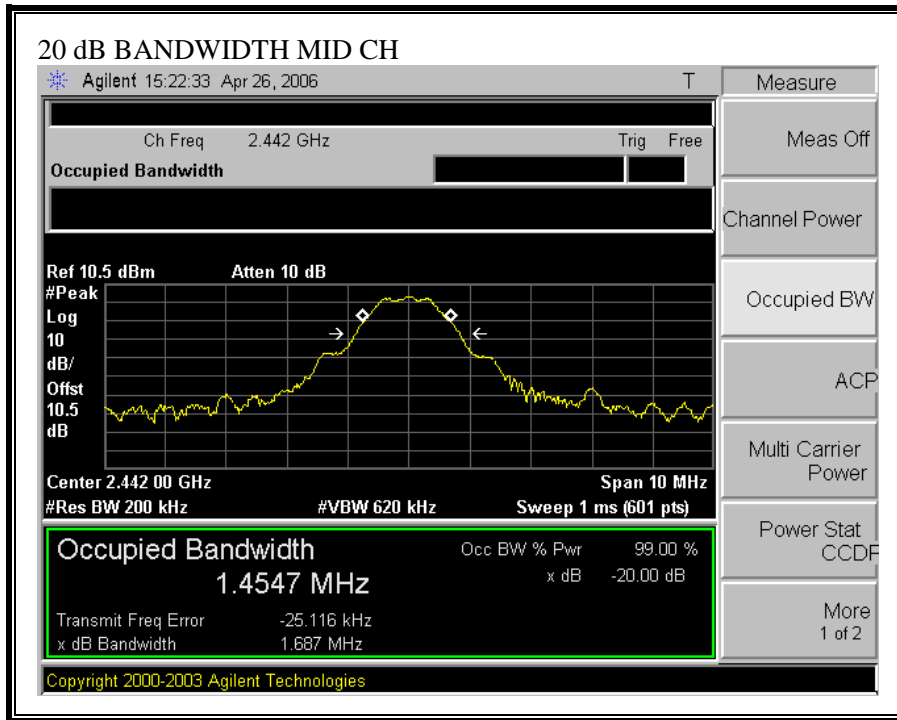 20 dB BANDWIDTH MID CH
Agilent 15:22:33 Apr 26, 2006 T
Measure
Ch Freq 2.442 GHz Trig Free
Occupied Bandwidth
Meas Off
Channel Power
Ref 10.5 dBm Atten 10 dB
#Peak
Log
10
dB/
Offst
10.5
dB
Occupied BW
ACP
Center 2.442 00 GHz Span 10 MHz
#Res BW 200 kHz #VBW 620 kHz Sweep 1 ms (601 pts)
Multi Carrier
Power
Occupied Bandwidth
1.4547 MHz
Occ BW % Pwr 99.00 %
x dB -20.00 dB
Transmit Freq Error -25.116 kHz
x dB Bandwidth 1.687 MHz
Power Stat
CCDF
More
1 of 2
Copyright 2000-2003 Agilent Technologies